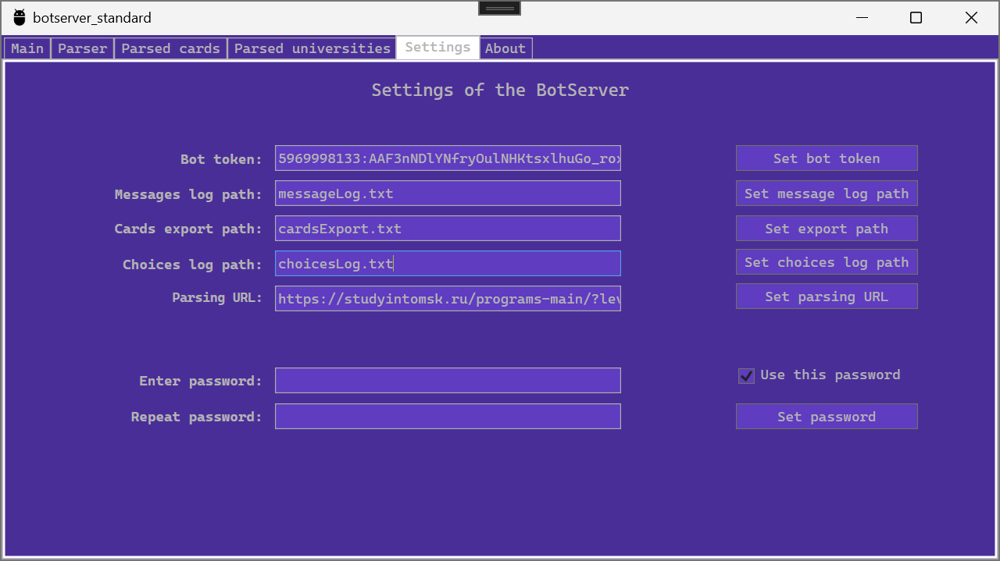 botserver_standard
Main Parser Parsed cards Parsed universities Settings About
Settings of the BotServer
Bot token: 5969998133:AAF3nNDlYNfryOulNHKtsxlhuGo_rox Set bot token
Messages log path: messageLog.txt Set message log path
Cards export path: cardsExport.txt Set export path
Choices log path: choicesLog.txt Set choices log path
Parsing URL: https://studyintomsk.ru/programs-main/?lev Set parsing URL
Enter password: Use this password
Repeat password: Set password